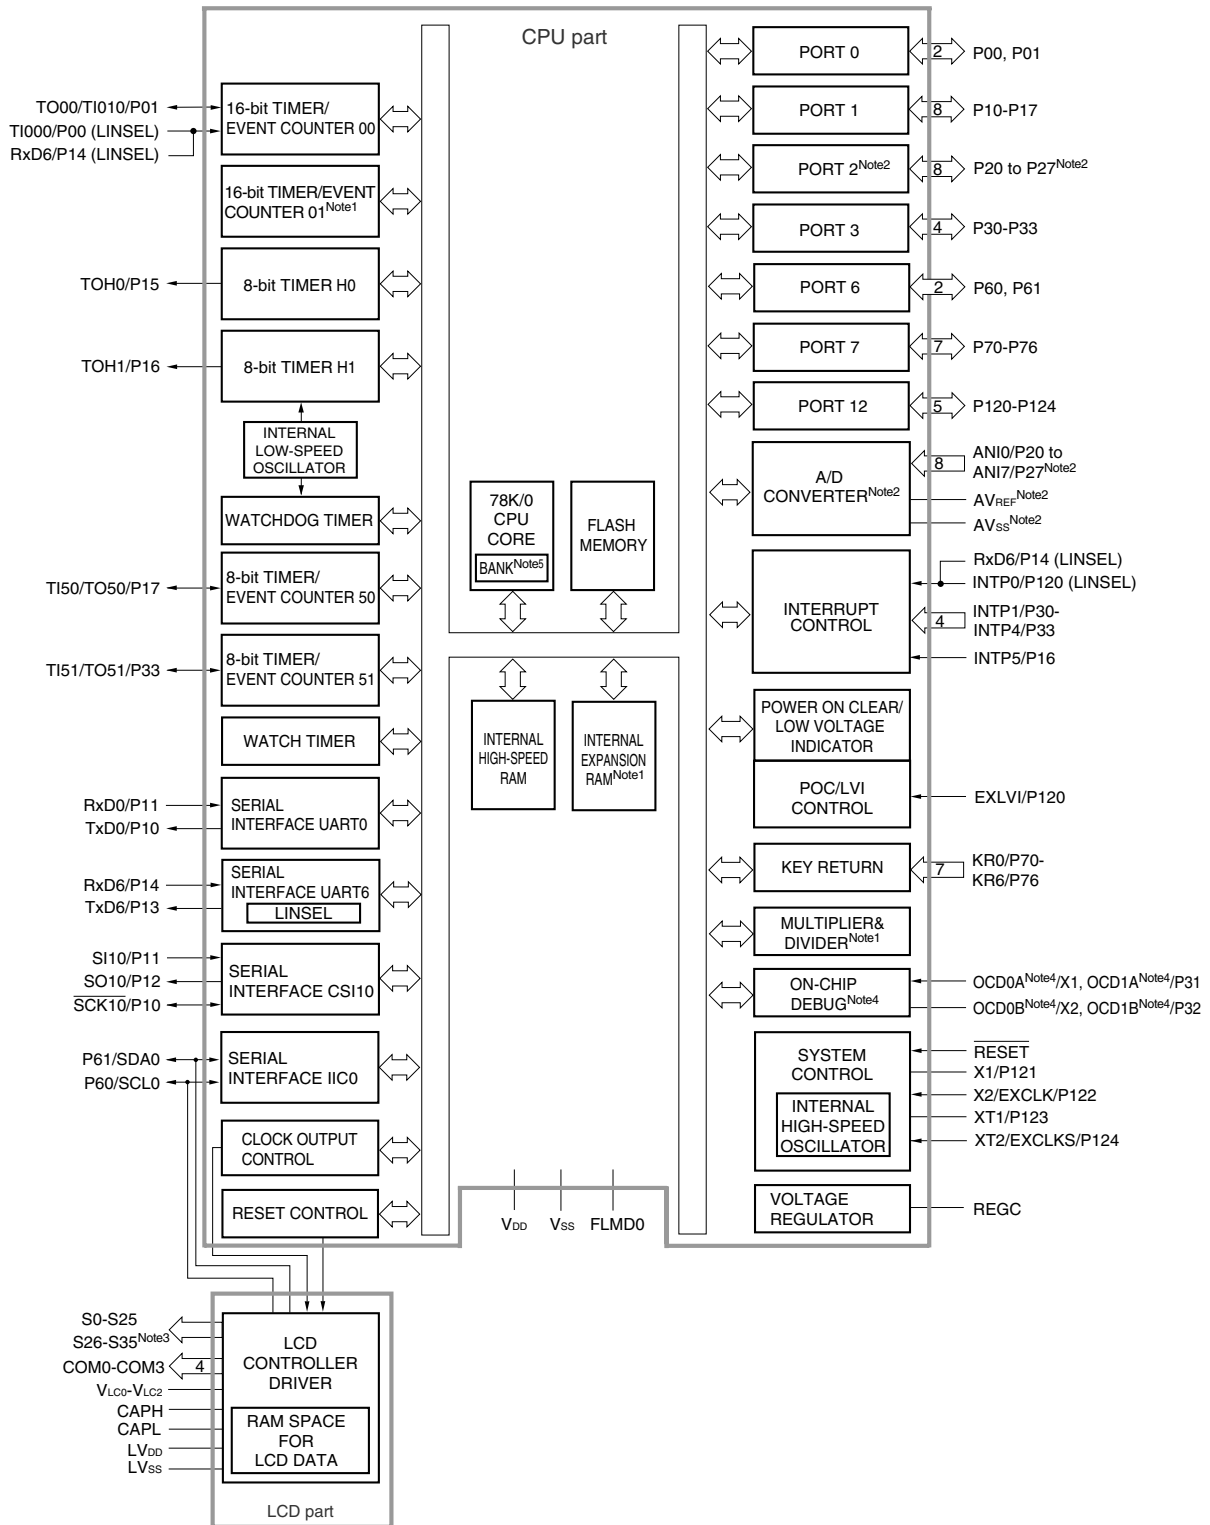 CPU part
TO00/TI010/P01
TI000/P00 (LINSEL)
RxD6/P14 (LINSEL)
16-bit TIMER/
EVENT COUNTER 00
16-bit TIMER/EVENT
COUNTER 01Note1
TOH0/P15
8-bit TIMER H0
TOH1/P16
8-bit TIMER H1
INTERNAL
LOW-SPEED
OSCILLATOR
WATCHDOG TIMER
TI50/TO50/P17
8-bit TIMER/
EVENT COUNTER 50
TI51/TO51/P33
8-bit TIMER/
EVENT COUNTER 51
WATCH TIMER
RxD0/P11
TxD0/P10
SERIAL
INTERFACE UART0
RxD6/P14
TxD6/P13
SERIAL
INTERFACE UART6
LINSEL
SI10/P11
SO10/P12
SCK10/P10
SERIAL
INTERFACE CSI10
P61/SDA0
P60/SCL0
SERIAL
INTERFACE IIC0
CLOCK OUTPUT
CONTROL
RESET CONTROL
78K/0
CPU
CORE
BANKNote5
FLASH
MEMORY
INTERNAL
HIGH-SPEED
RAM
INTERNAL
EXPANSION
RAMNote1
VDD
VSS
FLMD0
PORT 0
2
P00, P01
PORT 1
8
P10-P17
PORT 2Note2
8
P20 to P27Note2
PORT 3
4
P30-P33
PORT 6
2
P60, P61
PORT 7
7
P70-P76
PORT 12
5
P120-P124
A/D
CONVERTERNote2
8
ANI0/P20 to
ANI7/P27Note2
AVREFNote2
AVSSNote2
INTERRUPT
CONTROL
RxD6/P14 (LINSEL)
INTP0/P120 (LINSEL)
4
INTP1/P30-
INTP4/P33
INTP5/P16
POWER ON CLEAR/
LOW VOLTAGE
INDICATOR
POC/LVI
CONTROL
EXLVI/P120
KEY RETURN
7
KR0/P70-
KR6/P76
MULTIPLIER&
DIVIDERNote1
ON-CHIP
DEBUGNote4
OCD0ANote4/X1, OCD1ANote4/P31
OCD0BNote4/X2, OCD1BNote4/P32
SYSTEM
CONTROL
INTERNAL
HIGH-SPEED
OSCILLATOR
RESET
X1/P121
X2/EXCLK/P122
XT1/P123
XT2/EXCLKS/P124
VOLTAGE
REGULATOR
REGC
S0-S25
S26-S35Note3
COM0-COM3
4
VLC0-VLC2
CAPH
CAPL
LVDD
LVSS
LCD
CONTROLLER
DRIVER
RAM SPACE
FOR
LCD DATA
LCD part